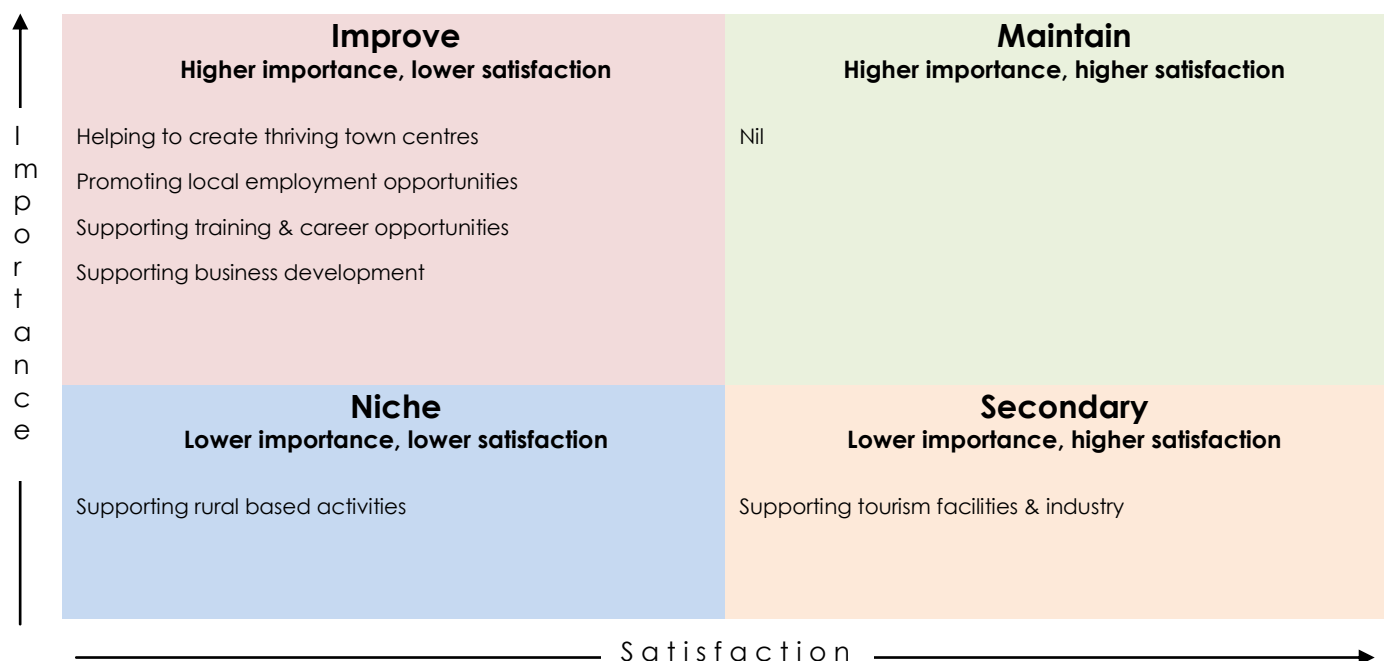 Importance
Improve
Higher importance, lower satisfaction
Helping to create thriving town centres
Promoting local employment opportunities
Supporting training & career opportunities
Supporting business development
Maintain
Higher importance, higher satisfaction
Nil
Niche
Lower importance, lower satisfaction
Supporting rural based activities
Secondary
Lower importance, higher satisfaction
Supporting tourism facilities & industry
Satisfaction